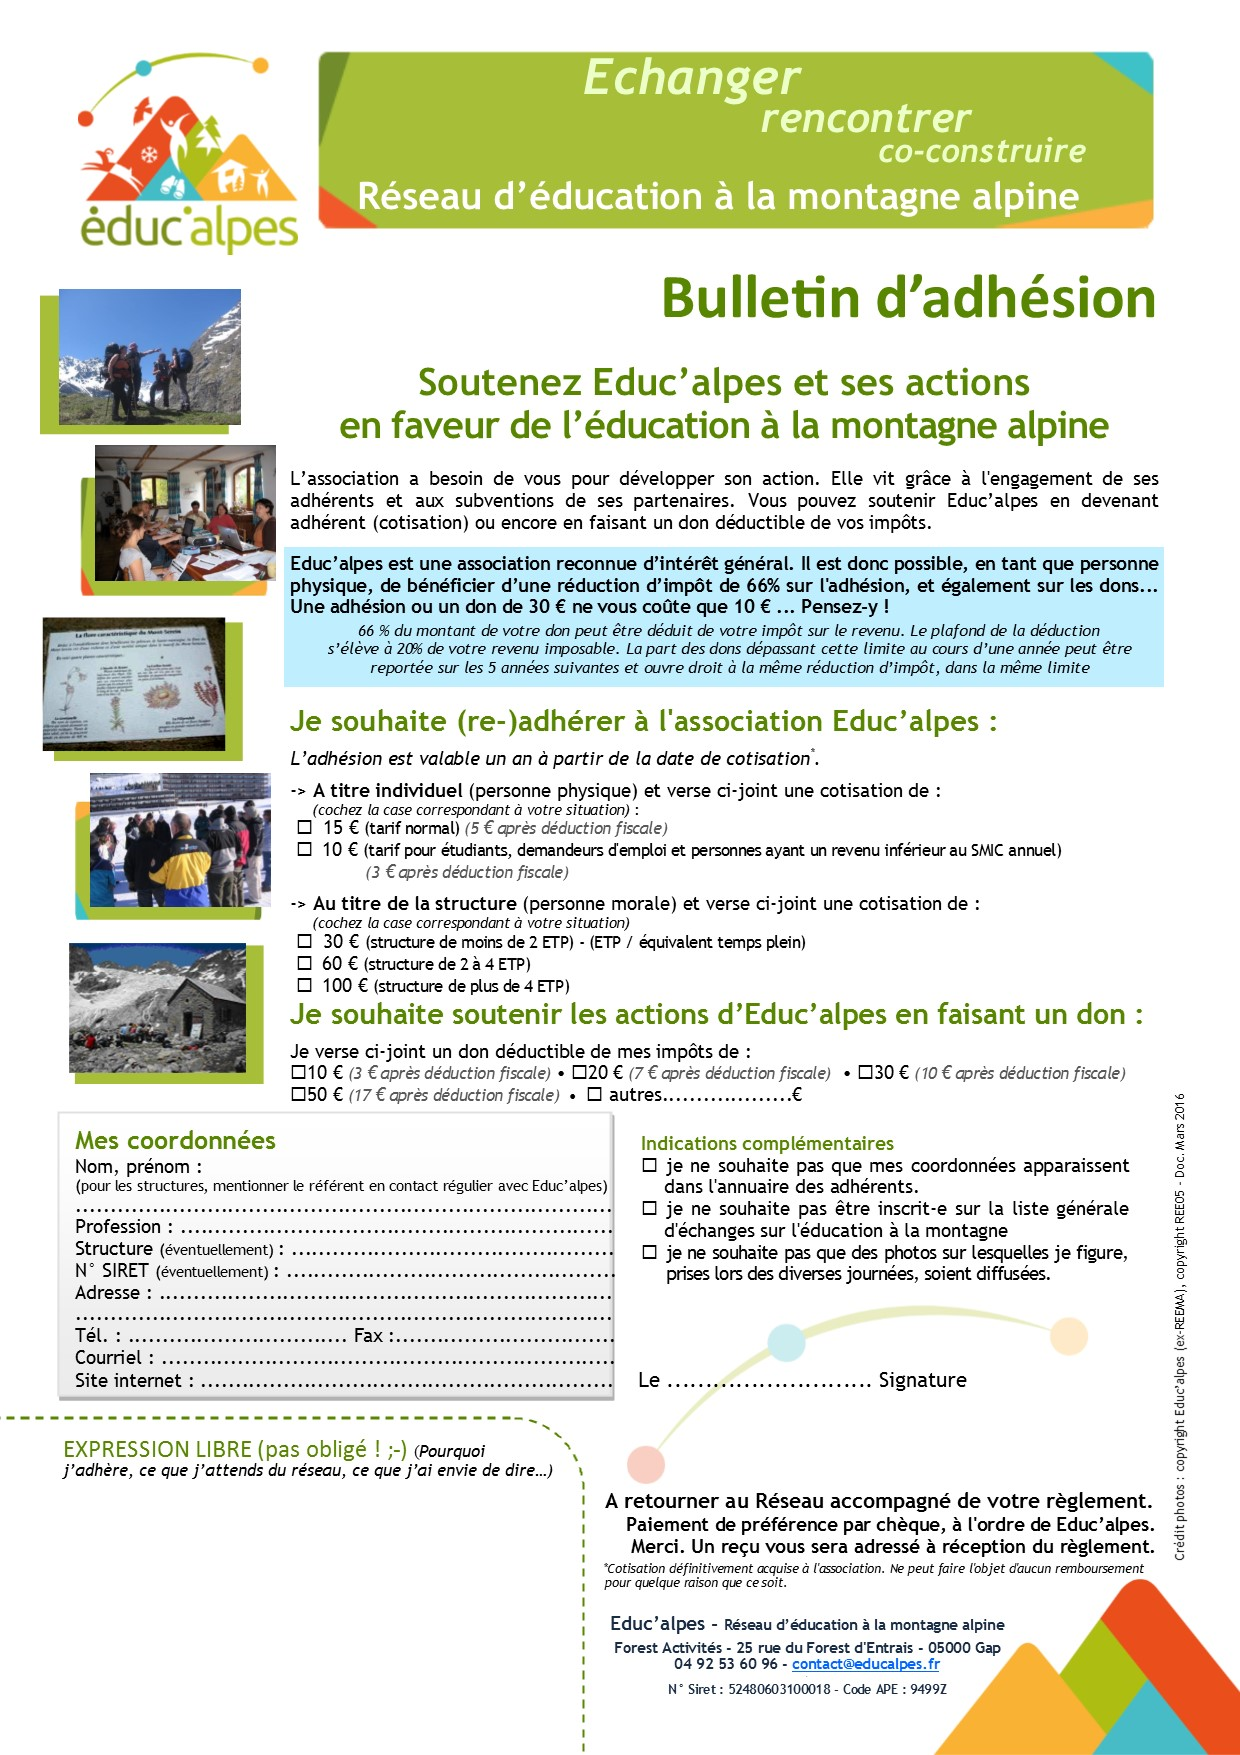 Echanger
rencontrer
co-construire
Réseau d’éducation à la montagne alpine
éduc'alpes
Bulletin d’adhésion
Soutenez Educ’alpes et ses actions
en faveur de l’éducation à la montagne alpine
L’association a besoin de vous pour développer son action. Elle vit grâce à l'engagement de ses
adhérents et aux subventions de ses partenaires. Vous pouvez soutenir Educ’alpes en devenant
adhérent (cotisation) ou encore en faisant un don déductible de vos impôts.
Educ’alpes est une association reconnue d’intérêt général. Il est donc possible, en tant que personne
physique, de bénéficier d’une réduction d’impôt de 66% sur l'adhésion, et également sur les dons...
Une adhésion ou un don de 30 € ne vous coûte que 10 € ... Pensez-y !
66 % du montant de votre don peut être déduit de votre impôt sur le revenu. Le plafond de la déduction
s’élève à 20% de votre revenu imposable. La part des dons dépassant cette limite au cours d’une année peut être
reportée sur les 5 années suivantes et ouvre droit à la même réduction d’impôt, dans la même limite
La flore caractéristique du Mont Serein
Je souhaite (re-)adhérer à l'association Educ’alpes :
L’adhésion est valable un an à partir de la date de cotisation*.
-> A titre individuel (personne physique) et verse ci-joint une cotisation de :
(cochez la case correspondant à votre situation) :
☐ 15 € (tarif normal) (5 € après déduction fiscale)
☐ 10 € (tarif pour étudiants, demandeurs d'emploi et personnes ayant un revenu inférieur au SMIC annuel)
(3 € après déduction fiscale)
-> Au titre de la structure (personne morale) et verse ci-joint une cotisation de :
(cochez la case correspondant à votre situation)
☐ 30 € (structure de moins de 2 ETP) - (ETP / équivalent temps plein)
☐ 60 € (structure de 2 à 4 ETP)
☐ 100 € (structure de plus de 4 ETP)
Je souhaite soutenir les actions d’Educ’alpes en faisant un don :
Je verse ci-joint un don déductible de mes impôts de :
☐10 € (3 € après déduction fiscale) • ☐20 € (7 € après déduction fiscale) • ☐30 € (10 € après déduction fiscale)
☐50 € (17 € après déduction fiscale) • ☐ autres...................€
Mes coordonnées
Nom, prénom :
(pour les structures, mentionner le référent en contact régulier avec Educ’alpes)
................................................................................
Profession : ................................................................
Structure (éventuellement) : ................................................
N° SIRET (éventuellement) : ................................................
Adresse : ...................................................................
................................................................................
Tél. : ................................ Fax :................................
Courriel : ...................................................................
Site internet : .............................................................
Indications complémentaires
☐ je ne souhaite pas que mes coordonnées apparaissent
dans l'annuaire des adhérents.
☐ je ne souhaite pas être inscrit-e sur la liste générale
d'échanges sur l'éducation à la montagne
☐ je ne souhaite pas que des photos sur lesquelles je figure,
prises lors des diverses journées, soient diffusées.
Le ........................... Signature
Crédit photos : copyright Educ’alpes (ex-REEMA), copyright REE05 - Doc. Mars 2016
EXPRESSION LIBRE (pas obligé ! ;-) (Pourquoi
j’adhère, ce que j’attends du réseau, ce que j’ai envie de dire…)
A retourner au Réseau accompagné de votre règlement.
Paiement de préférence par chèque, à l'ordre de Educ’alpes.
Merci. Un reçu vous sera adressé à réception du règlement.
*Cotisation définitivement acquise à l'association. Ne peut faire l'objet d'aucun remboursement
pour quelque raison que ce soit.
Educ’alpes - Réseau d’éducation à la montagne alpine
Forest Activités - 25 rue du Forest d'Entrais - 05000 Gap
04 92 53 60 96 - contact@educalpes.fr
N° Siret : 52480603100018 – Code APE : 9499Z